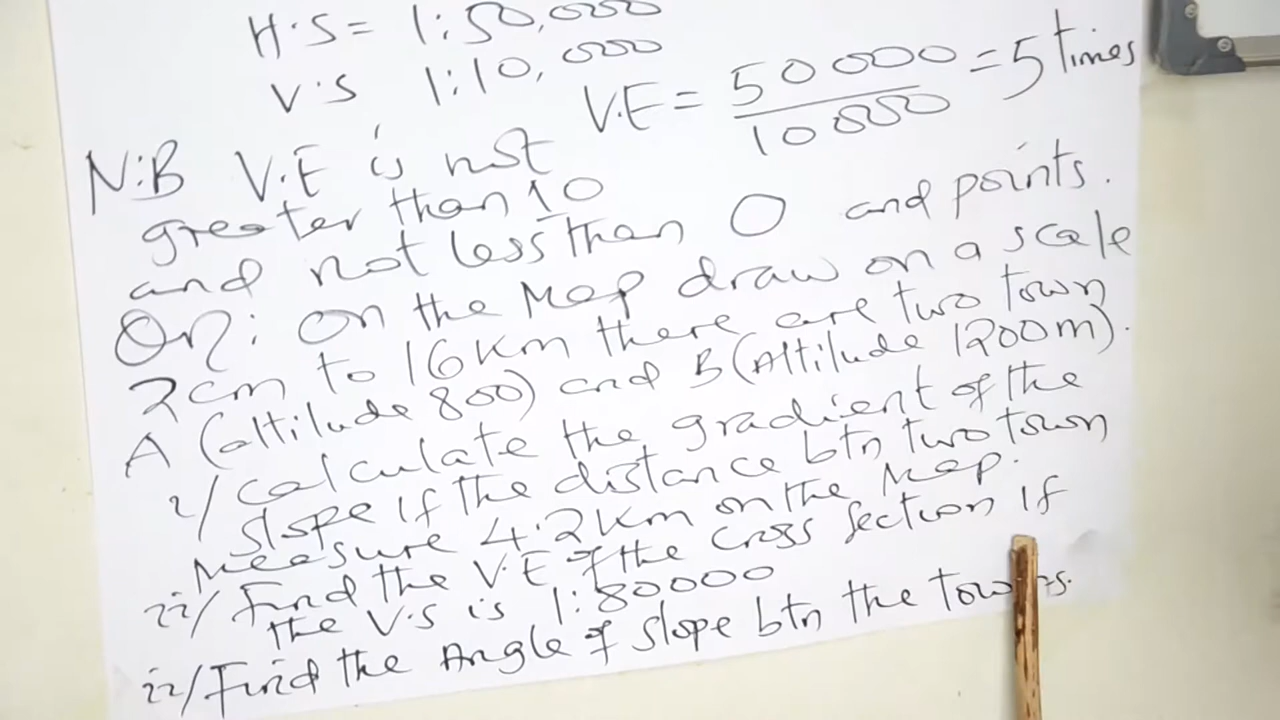 H.S = 1:50,000
V.S 1:10,000
V.E = 50000/10000 = 5 times
N:B V.E is not
greater than 10
and not less than 0 and points.
Qn: On the Map draw on a scale
2cm to 16km there are two town
A (altitude 800) and B (Altitude 1200m).
i/ Calculate the gradient of the
slope if the distance btn two town
Measure 4.2km on the Map.
ii/ Find the V.E of the cross section if
the V.S is 1:80000
ii/ Find the Angle of slope btn the towns.